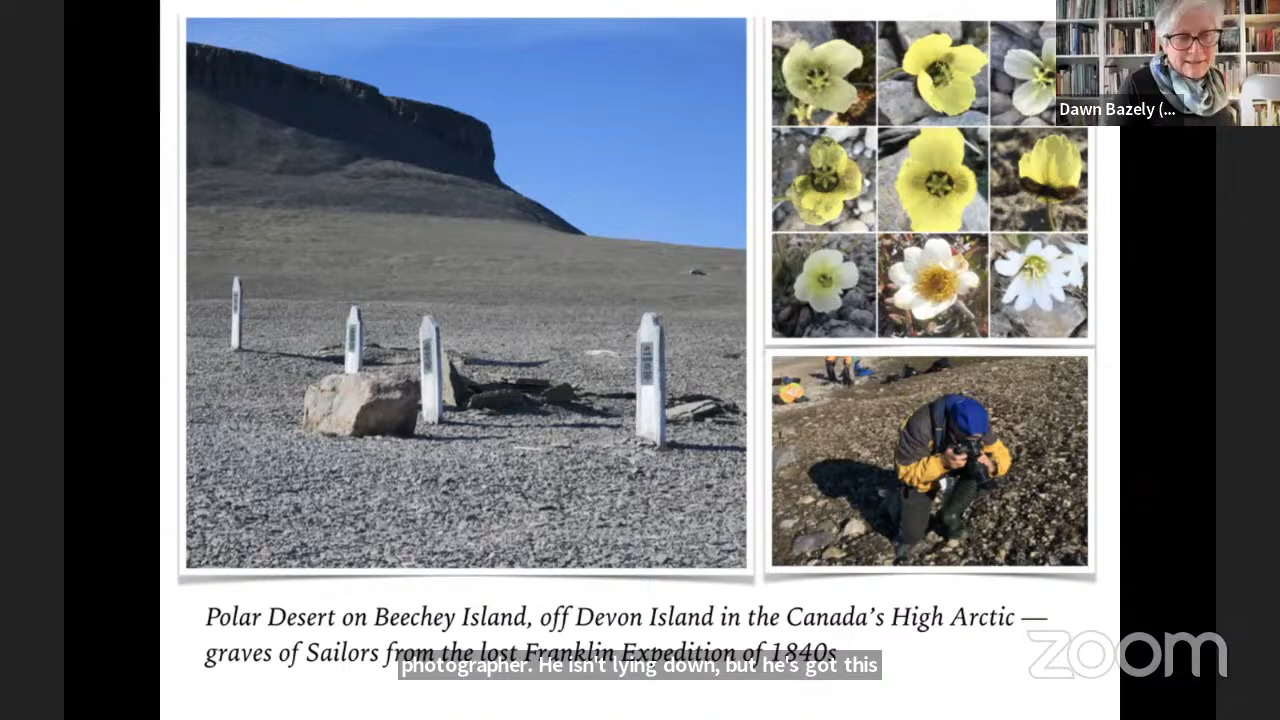 Dawn Bazely (...
Polar Desert on Beechey Island, off Devon Island in the Canada's High Arctic —
graves of Sailors from the lost Franklin Expedition of 1840s
photographer. He isn't lying down, but he's got this
zoom